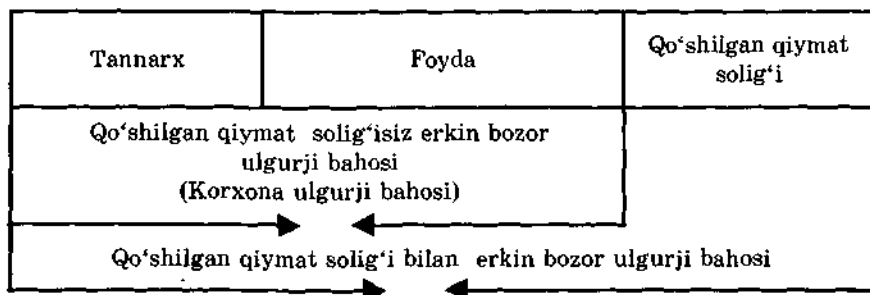 Tannarx
Foyda
Qo‘shilgan qiymat
solig‘i
Qo‘shilgan qiymat solig‘isiz erkin bozor
ulgurji bahosi
(Korxona ulgurji bahosi)
Qo‘shilgan qiymat solig‘i bilan erkin bozor ulgurji bahosi